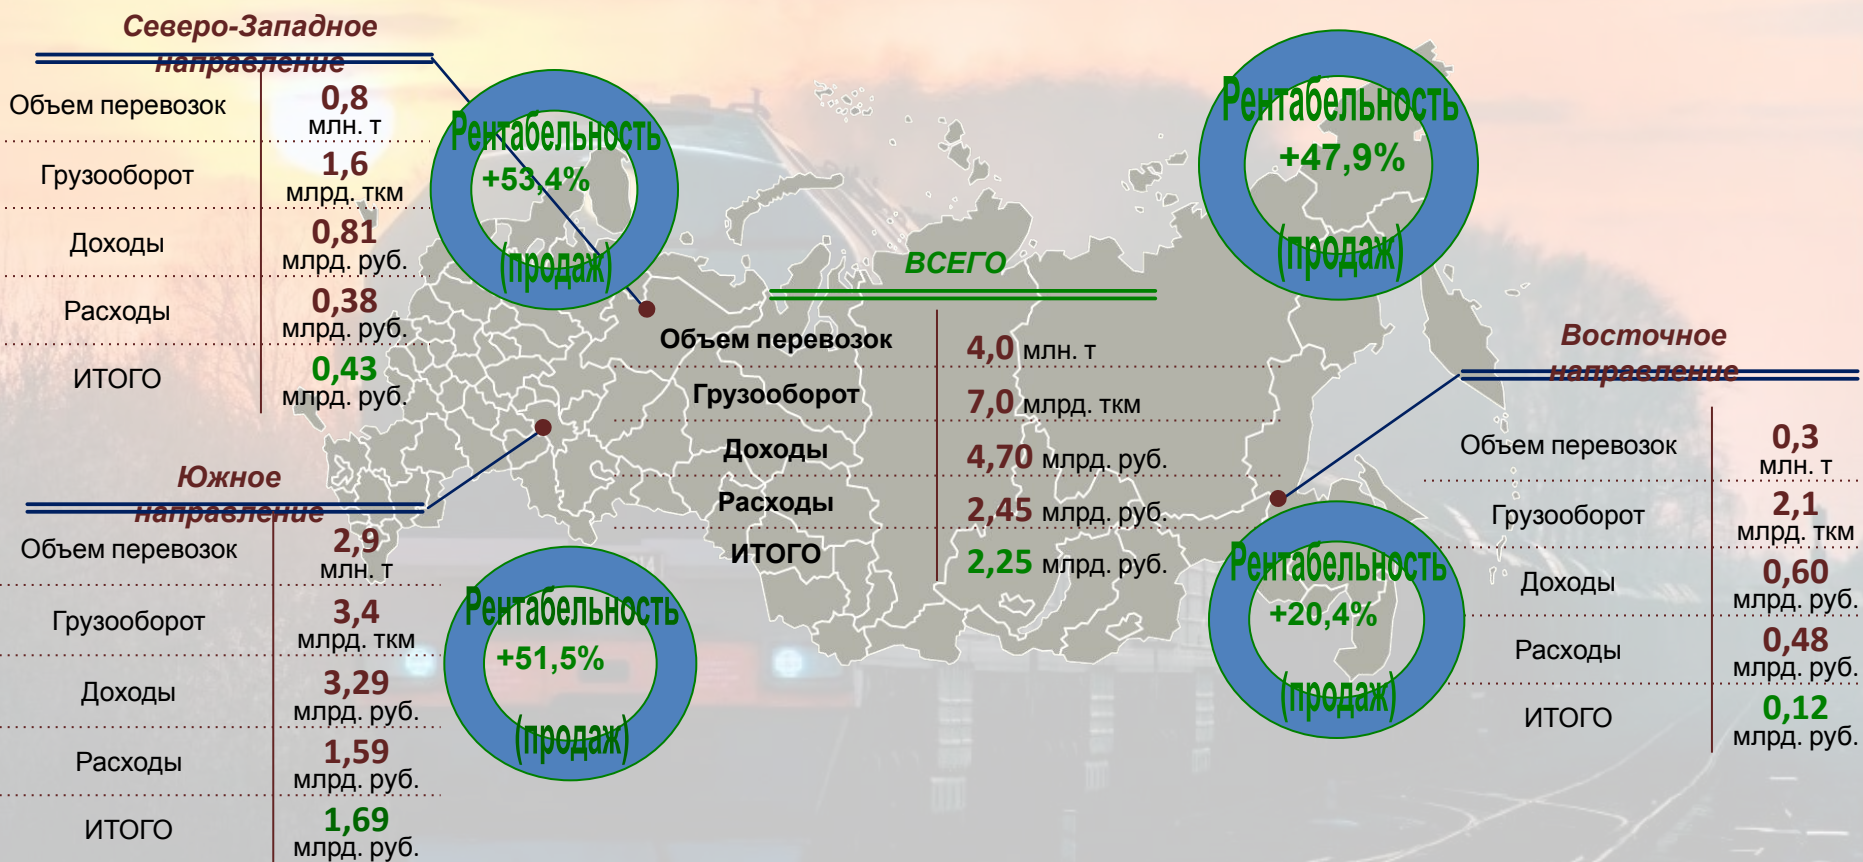 Северо-Западное
направление
Объем перевозок
0,8
млн. т
Грузооборот
1,6
млрд. ткм
Доходы
0,81
млрд. руб.
Расходы
0,38
млрд. руб.
ИТОГО
0,43
млрд. руб.
Рентабельность
+53,4%
(продаж)
Рентабельность
+47,9%
(продаж)
ВСЕГО
Объем перевозок
4,0 млн. т
Грузооборот
7,0 млрд. ткм
Доходы
4,70 млрд. руб.
Расходы
2,45 млрд. руб.
ИТОГО
2,25 млрд. руб.
Южное
направление
Объем перевозок
2,9
млн. т
Грузооборот
3,4
млрд. ткм
Доходы
3,29
млрд. руб.
Расходы
1,59
млрд. руб.
ИТОГО
1,69
млрд. руб.
Рентабельность
+51,5%
(продаж)
Восточное
направление
Объем перевозок
0,3
млн. т
Грузооборот
2,1
млрд. ткм
Доходы
0,60
млрд. руб.
Расходы
0,48
млрд. руб.
ИТОГО
0,12
млрд. руб.
Рентабельность
+20,4%
(продаж)